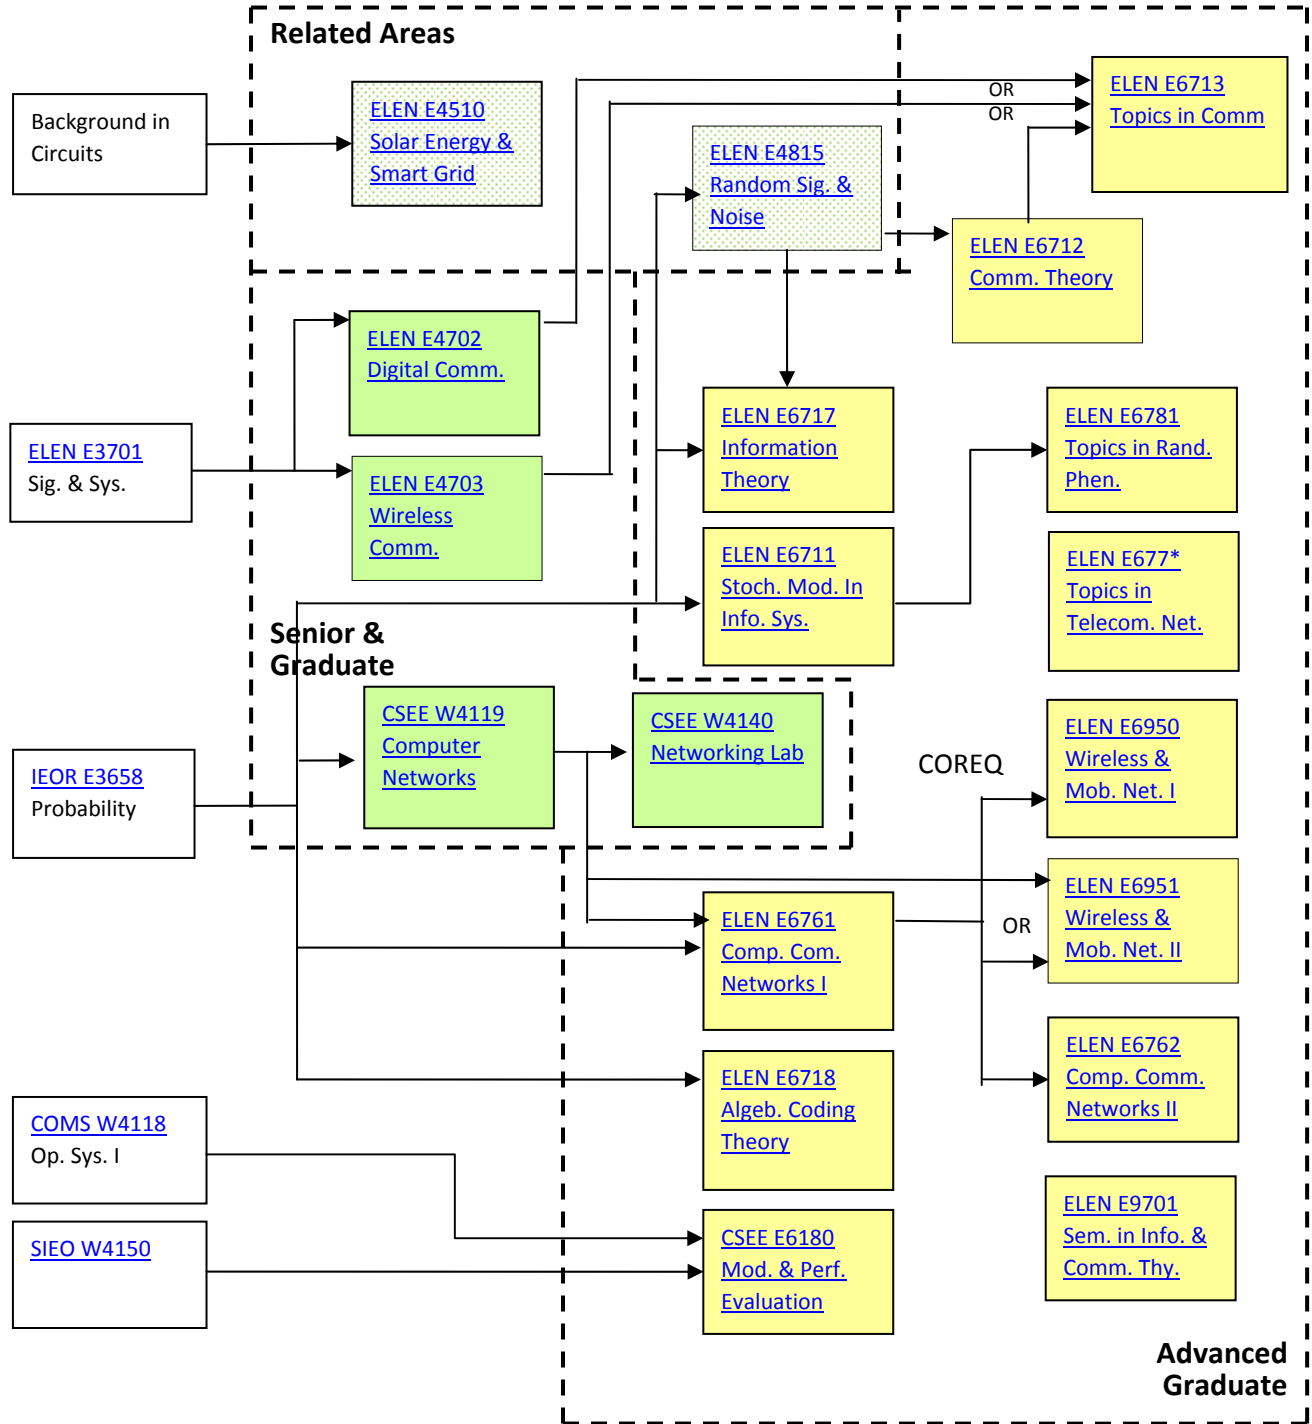 Related Areas
Background in
Circuits
ELEN E4510
Solar Energy &
Smart Grid
ELEN E4815
Random Sig. &
Noise
OR
OR
ELEN E6713
Topics in Comm
ELEN E6712
Comm. Theory
ELEN E4702
Digital Comm.
ELEN E3701
Sig. & Sys.
ELEN E4703
Wireless
Comm.
ELEN E6717
Information
Theory
ELEN E6781
Topics in Rand.
Phen.
ELEN E6711
Stoch. Mod. In
Info. Sys.
ELEN E677*
Topics in
Telecom. Net.
Senior &
Graduate
CSEE W4119
Computer
Networks
CSEE W4140
Networking Lab
COREQ
ELEN E6950
Wireless &
Mob. Net. I
IEOR E3658
Probability
ELEN E6761
Comp. Com.
Networks I
OR
ELEN E6951
Wireless &
Mob. Net. II
ELEN E6718
Algeb. Coding
Theory
ELEN E6762
Comp. Comm.
Networks II
COMS W4118
Op. Sys. I
SIEO W4150
CSEE E6180
Mod. & Perf.
Evaluation
ELEN E9701
Sem. in Info. &
Comm. Thy.
Advanced
Graduate